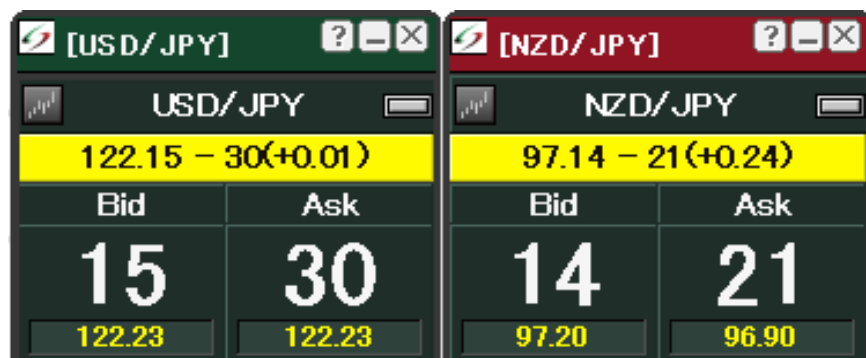 [USD/JPY]
USD/JPY
122.15 - 30(+0.01)
Bid Ask
15 30
122.23 122.23
[NZD/JPY]
NZD/JPY
97.14 - 21(+0.24)
Bid Ask
14 21
97.20 96.90